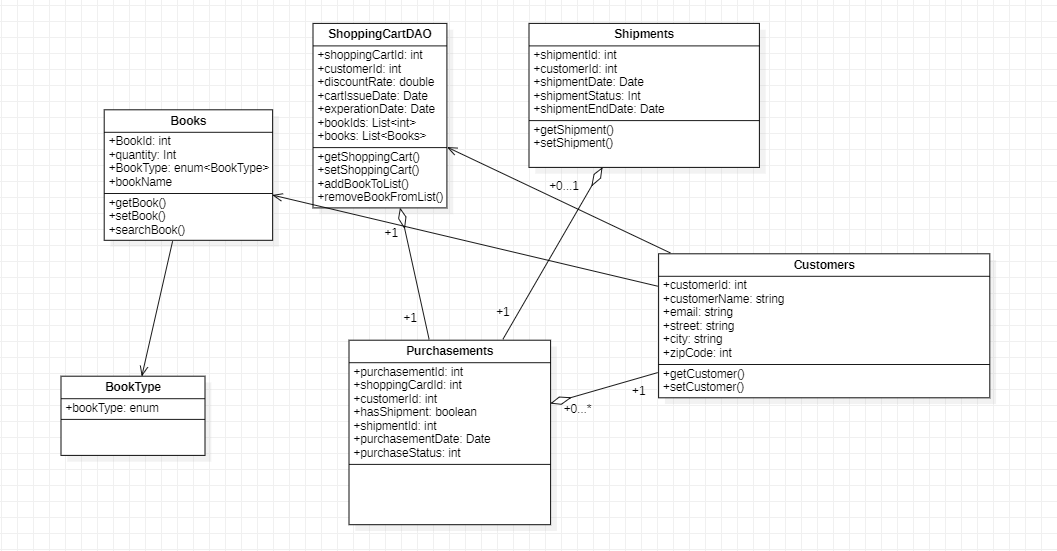 ShoppingCartDAO
+shoppingCartId: int
+customerId: int
+discountRate: double
+cartIssueDate: Date
+experationDate: Date
+bookIds: List<int>
+books: List<Books>
+getShoppingCart()
+setShoppingCart()
+addBookToList()
+removeBookFromList()
Shipments
+shipmentId: int
+customerId: int
+shipmentDate: Date
+shipmentStatus: Int
+shipmentEndDate: Date
+getShipment()
+setShipment()
Books
+BookId: int
+quantity: Int
+BookType: enum<BookType>
+bookName
+getBook()
+setBook()
+searchBook()
+0...1
+1
Customers
+customerId: int
+customerName: string
+email: string
+street: string
+city: string
+zipCode: int
+getCustomer()
+setCustomer()
+1
+1
Purchasements
+purchasementId: int
+shoppingCardId: int
+customerId: int
+hasShipment: boolean
+shipmentId: int
+purchasementDate: Date
+purchaseStatus: int
+1
+0...*
BookType
+bookType: enum